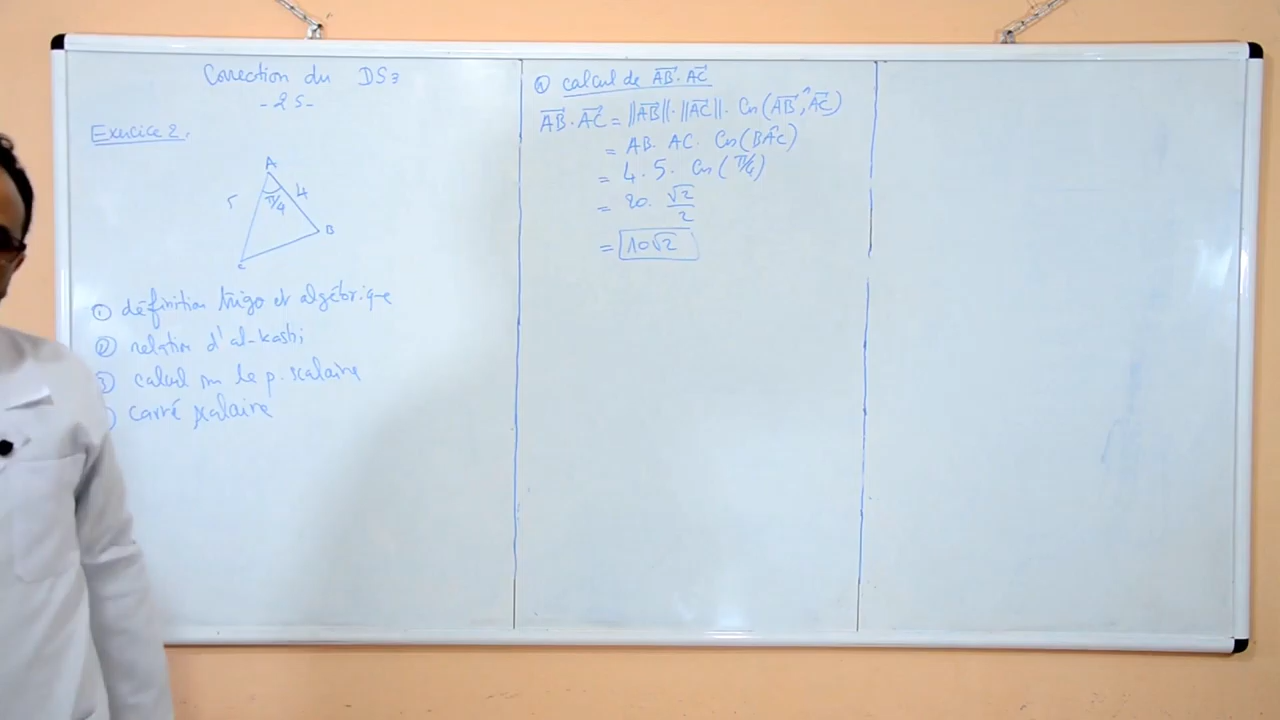 Correction du DS3
- 2S -
Exercice 2.
A
5
π/4
4
B
C
① définition trigo et algébrique
② relation d'al-kashi
③ calcul sur le p. scalaire
carré scalaire
① calcul de AB⃗ · AC⃗
AB⃗ · AC⃗ = ||AB⃗|| · ||AC⃗|| · Cos(AB⃗ ,^ AC⃗)
= AB · AC · Cos(BÂC)
= 4 · 5 · Cos(π/4)
= 20 · √2/2
= 10√2